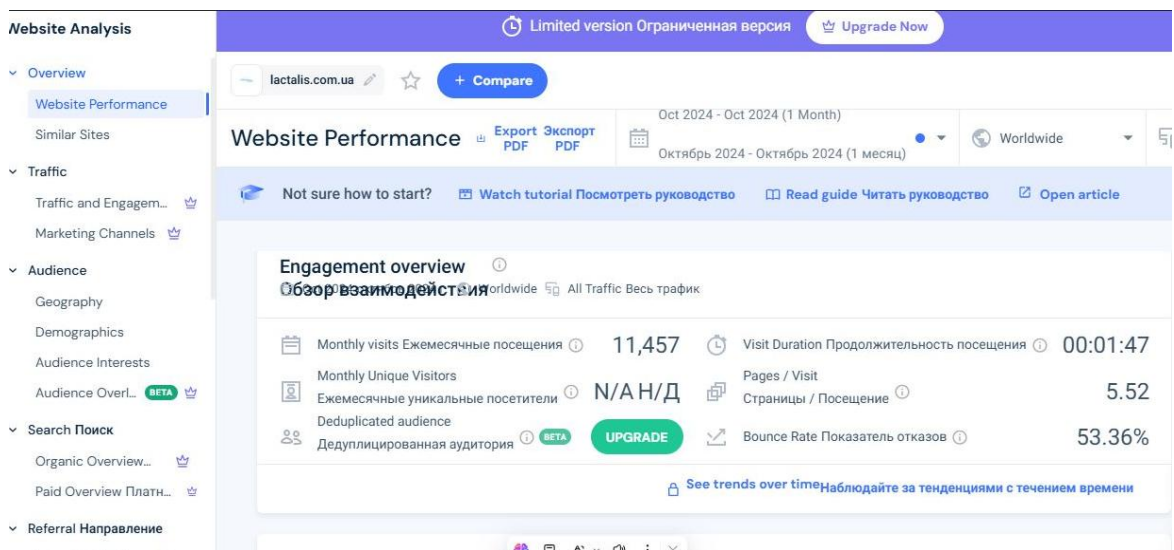 Website Analysis
Limited version Ограниченная версия
Upgrade Now
Overview
Website Performance
Similar Sites
Traffic
Traffic and Engagem...
Marketing Channels
Audience
Geography
Demographics
Audience Interests
Audience Overl... BETA
Search Поиск
Organic Overview...
Paid Overview Платн...
Referral Направление
lactalis.com.ua
+ Compare
Website Performance
Export Экспорт
PDF PDF
Oct 2024 - Oct 2024 (1 Month)
Октябрь 2024 - Октябрь 2024 (1 месяц)
Worldwide
Not sure how to start?
Watch tutorial Посмотреть руководство
Read guide Читать руководство
Open article
Engagement overview
Обзор взаимодействия
Worldwide
All Traffic Весь трафик
Monthly visits Ежемесячные посещения 11,457
Visit Duration Продолжительность посещения 00:01:47
Monthly Unique Visitors
Ежемесячные уникальные посетители N/A Н/Д
Pages / Visit
Страницы / Посещение 5.52
Deduplicated audience
Дедуплицированная аудитория BETA UPGRADE
Bounce Rate Показатель отказов 53.36%
See trends over time Наблюдайте за тенденциями с течением времени